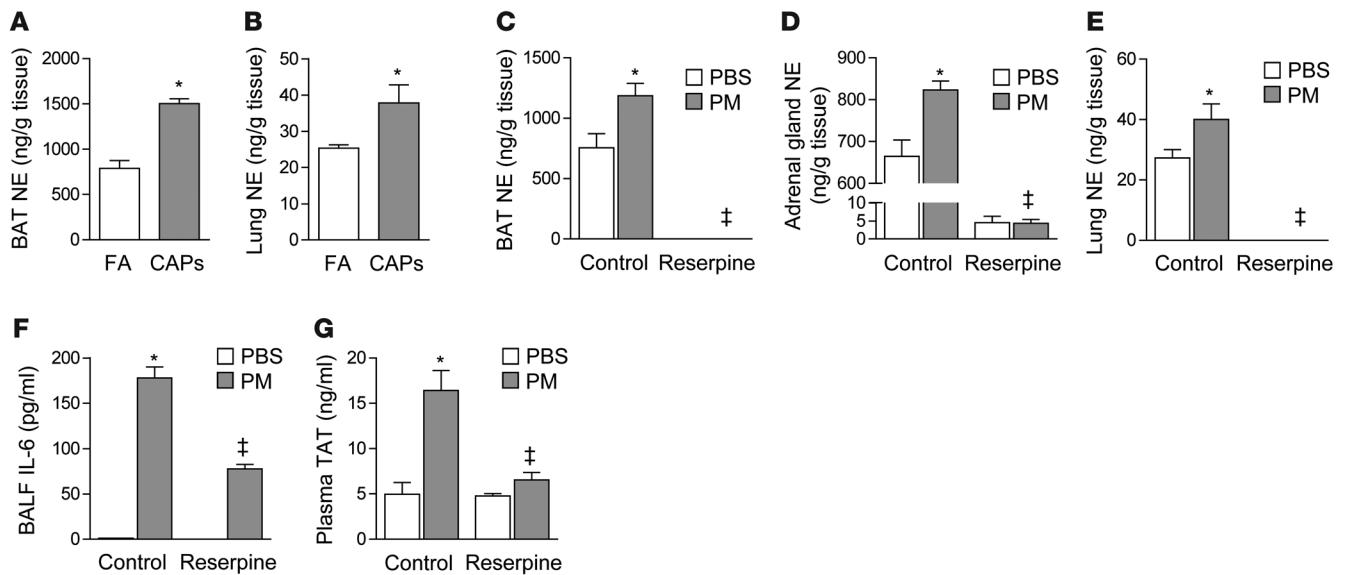 A
BAT NE (ng/g tissue)
2000
1500
1000
500
0
*
FA CAPs
B
Lung NE (ng/g tissue)
50
40
30
20
10
0
*
FA CAPs
C
BAT NE (ng/g tissue)
1500
1000
500
0
*
‡
PBS
PM
Control Reserpine
D
Adrenal gland NE
(ng/g tissue)
900
800
700
600
10
5
0
*
‡
PBS
PM
Control Reserpine
E
Lung NE (ng/g tissue)
60
40
20
0
*
‡
PBS
PM
Control Reserpine
F
BALF IL-6 (pg/ml)
200
150
100
50
0
*
‡
PBS
PM
Control Reserpine
G
Plasma TAT (ng/ml)
20
15
10
5
0
*
‡
PBS
PM
Control Reserpine